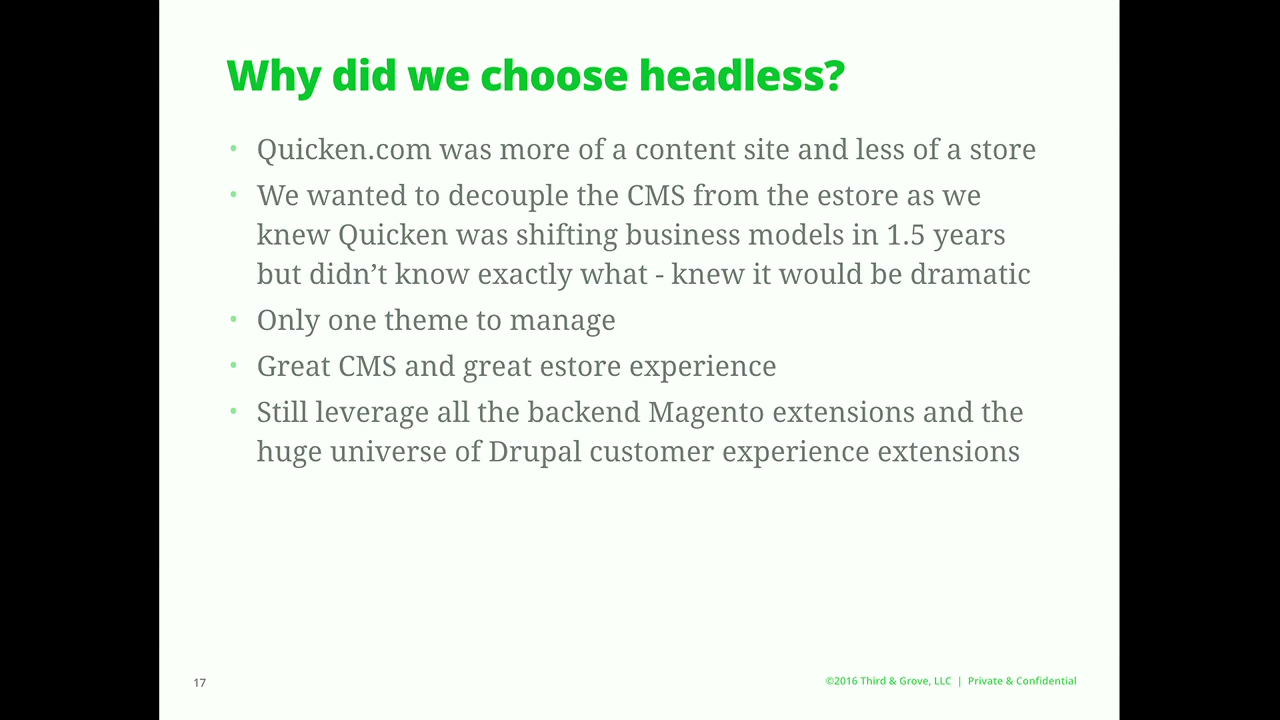 Why did we choose headless?
• Quicken.com was more of a content site and less of a store
• We wanted to decouple the CMS from the estore as we
knew Quicken was shifting business models in 1.5 years
but didn’t know exactly what - knew it would be dramatic
• Only one theme to manage
• Great CMS and great estore experience
• Still leverage all the backend Magento extensions and the
huge universe of Drupal customer experience extensions
17
©2016 Third & Grove, LLC | Private & Confidential